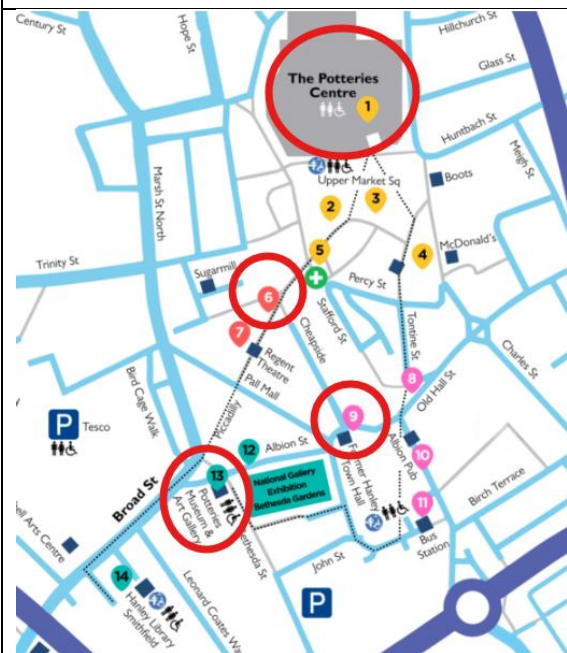 Century St
Hope St
Hillchurch St
Glass St
The Potteries
Centre
1
Huntbach St
Meigh St
Upper Market Sq
Boots
Marsh St North
2
3
McDonald's
4
5
Trinity St
Sugarmill
Percy St
6
Stafford St
Cheapside
Tontine St
Charles St
7
Regent
Theatre
Pall Mall
8
Old Hall St
Bird Cage Walk
Piccadilly
9
P
Tesco
12
Albion St
Former Hanley
Town Hall
Albion Pub
10
13
Potteries
Museum &
Art Gallery
National Gallery
Exhibition
Bethesda Gardens
Birch Terrace
Broad St
11
Bus
Station
ell Arts Centre
John St
14
Hanley Library
Smithfield
Leonard Coates Wa
P